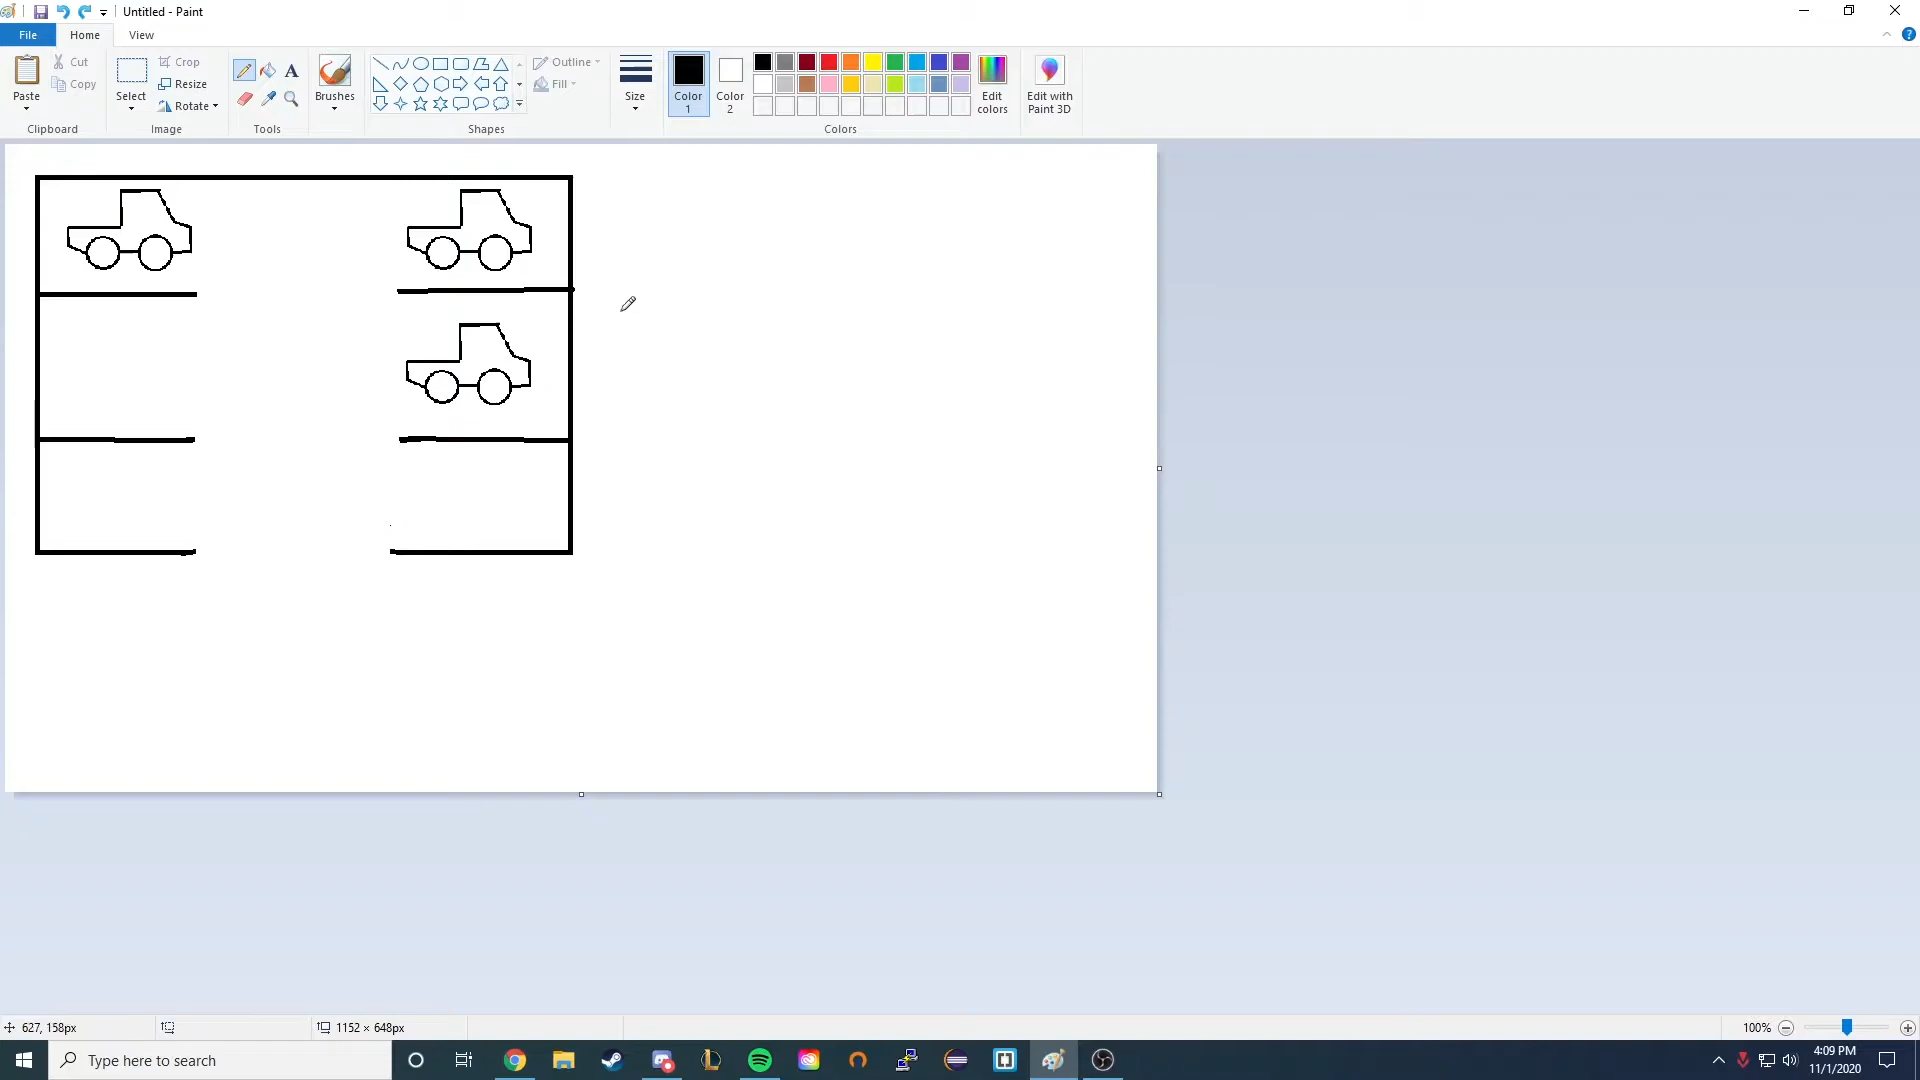 Untitled - Paint
File Home View
Paste
Cut
Copy
Clipboard
Select
Crop
Resize
Rotate
Image
Tools
Brushes
Shapes
Outline
Fill
Size
Color 1
Color 2
Colors
Edit colors
Edit with Paint 3D
627, 158px
1152 × 648px
100%
Type here to search
4:09 PM
11/1/2020